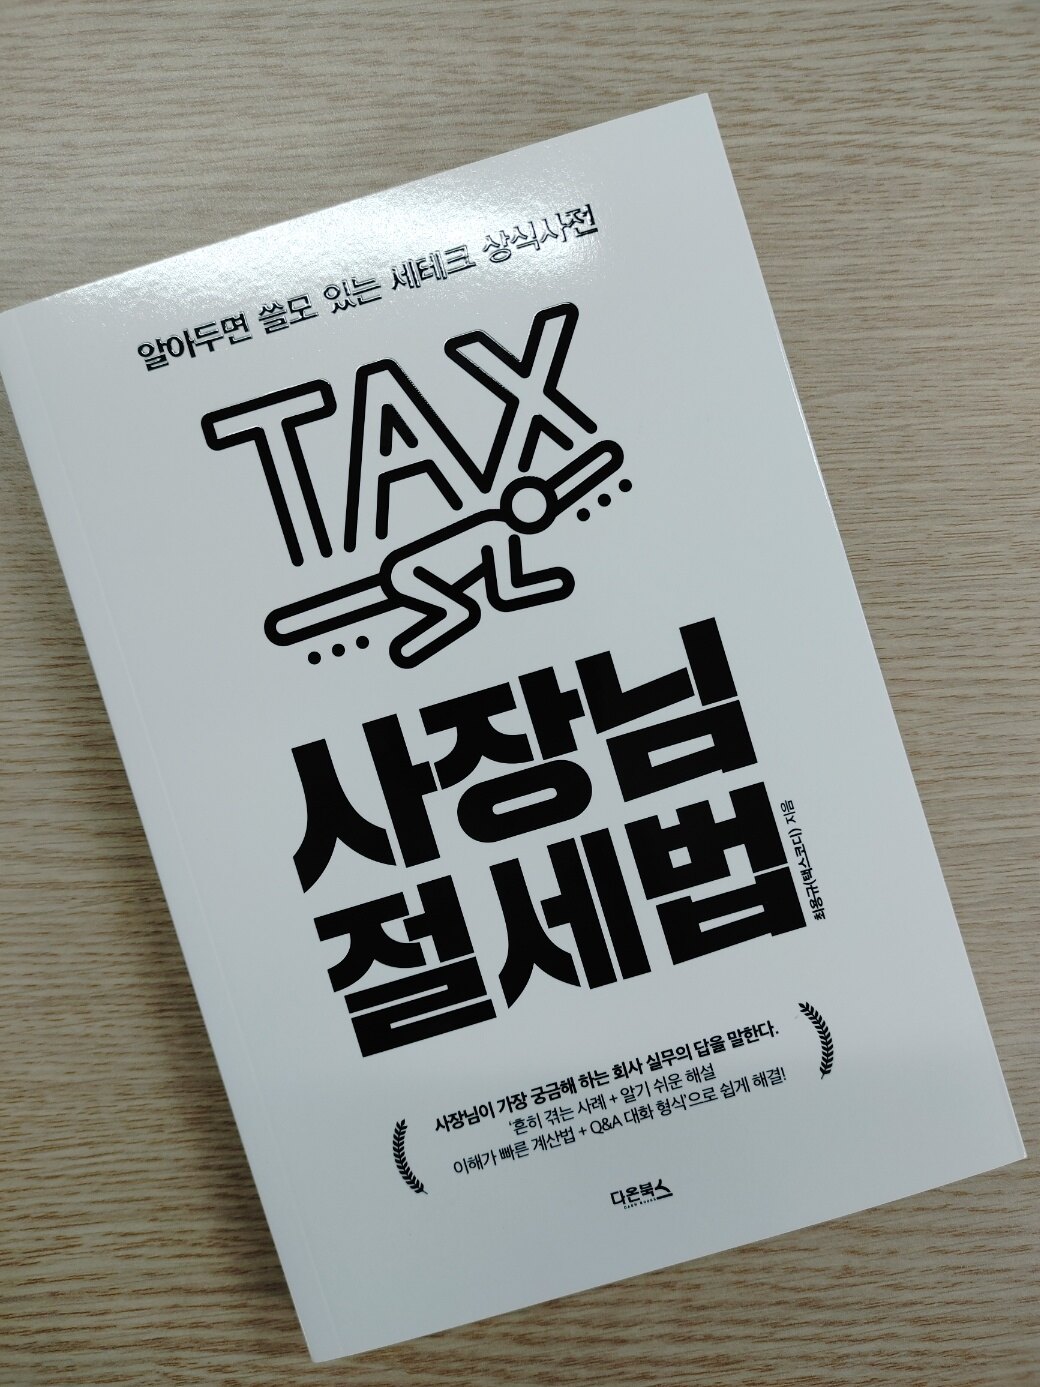 알아두면 쓸모 있는 세테크 상식사전
TAX
사장님
절세법
최용규(택스코디) 지음
사장님이 가장 궁금해 하는 회사 실무의 답을 말한다.
'흔히 겪는 사례 + 알기 쉬운 해설
이해가 빠른 계산법 + Q&A 대화 형식'으로 쉽게 해결!
다온북스
DAON BOOKS